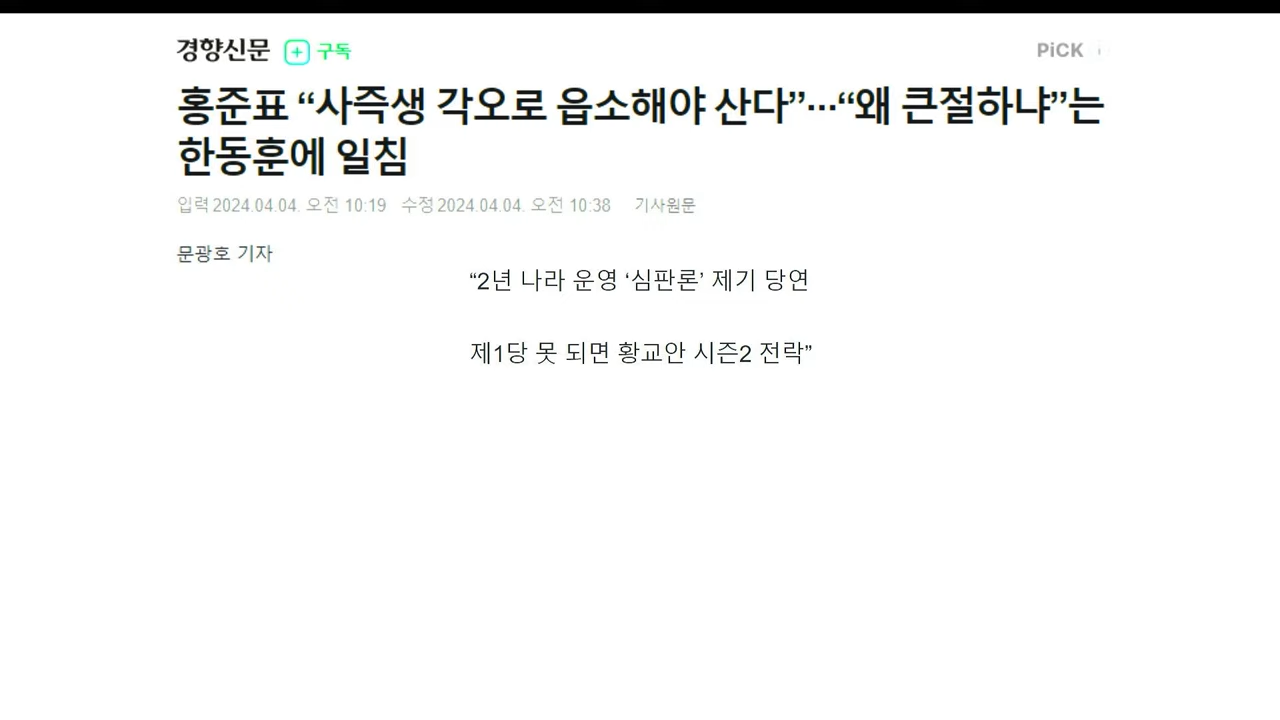 경향신문 + 구독
PiCK
홍준표 “사즉생 각오로 읍소해야 산다”…“왜 큰절하냐”는
한동훈에 일침
입력 2024.04.04. 오전 10:19 수정 2024.04.04. 오전 10:38 기사원문
문광호 기자
“2년 나라 운영 ‘심판론’ 제기 당연
제1당 못 되면 황교안 시즌2 전락”